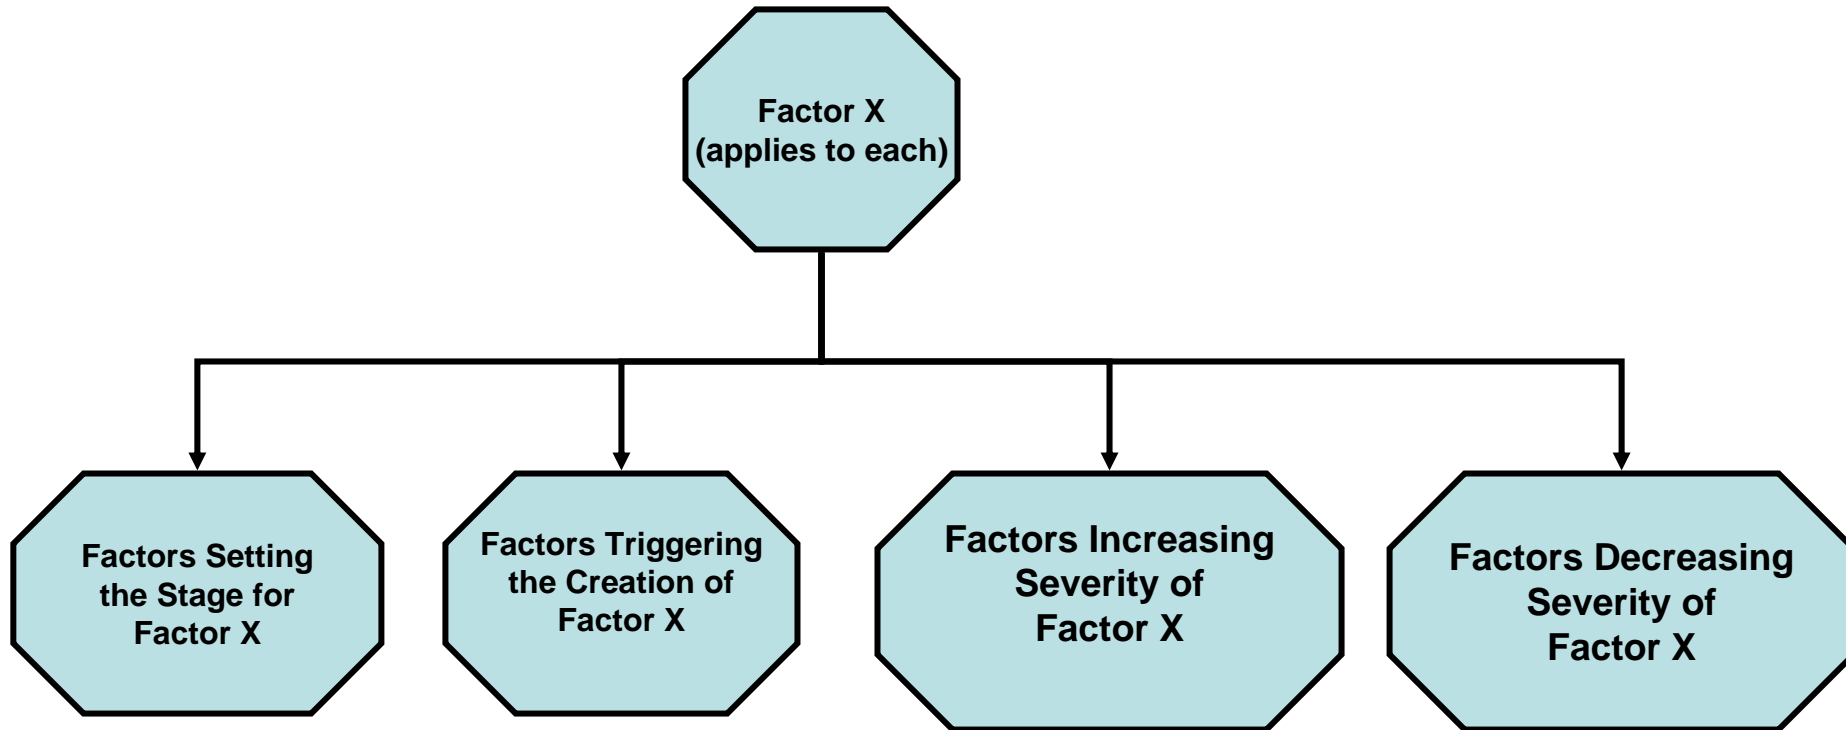 Factor X
(applies to each)
Factors Setting
the Stage for
Factor X
Factors Triggering
the Creation of
Factor X
Factors Increasing
Severity of
Factor X
Factors Decreasing
Severity of
Factor X